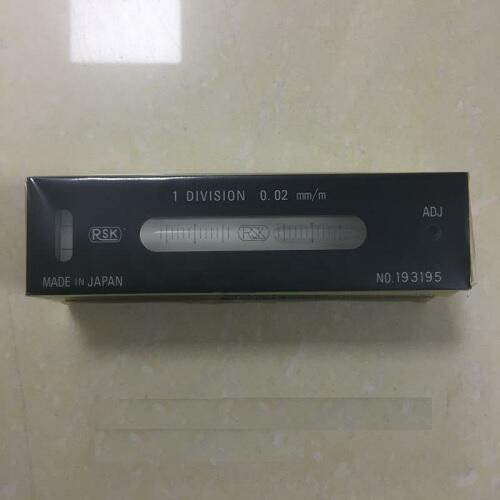 1 DIVISION 0.02 mm/m
ADJ
RSK
RSK
MADE IN JAPAN
NO.193195